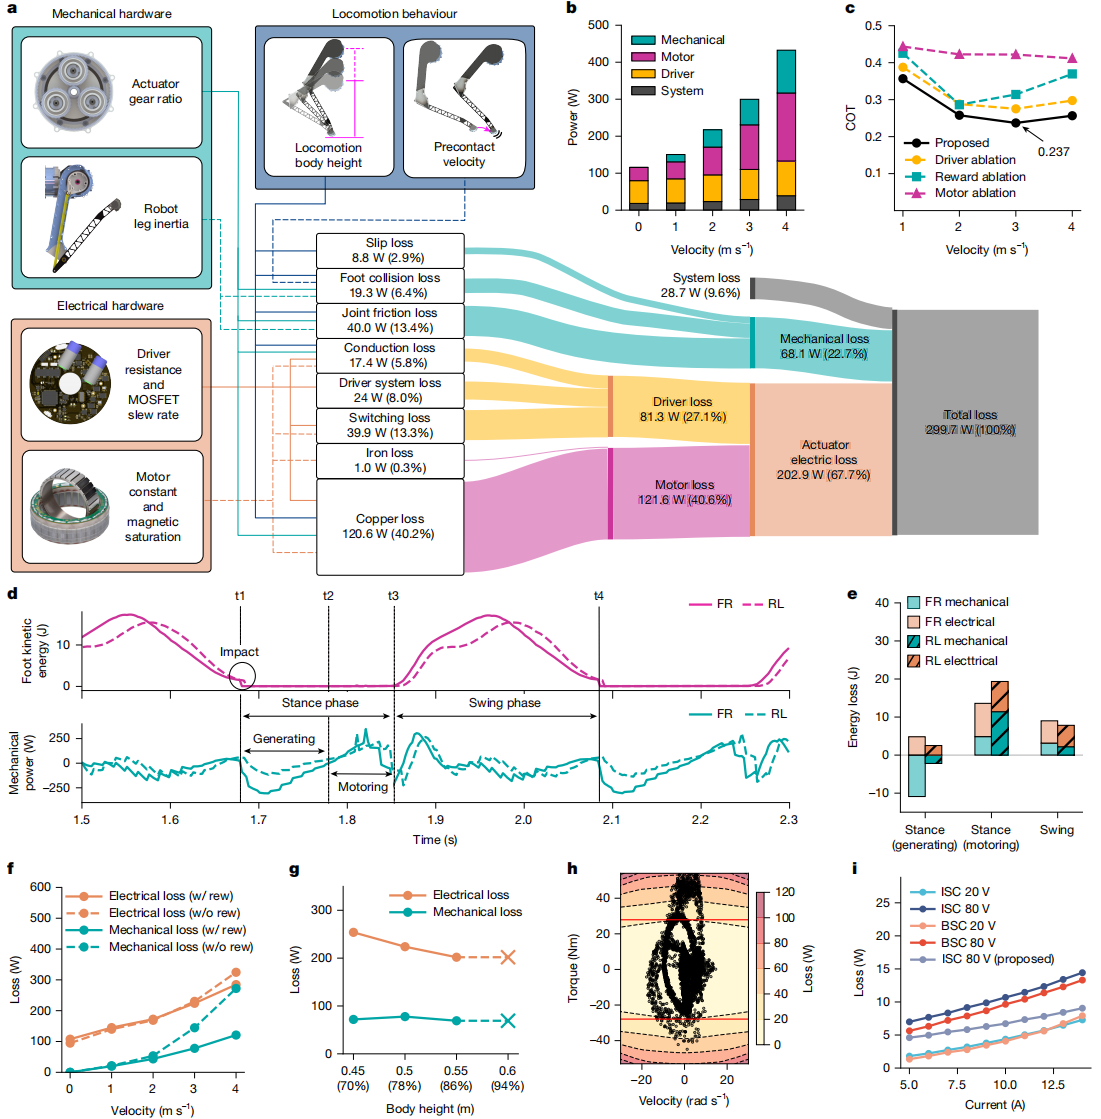 a
Mechanical hardware
Actuator
gear ratio
Robot
leg inertia
Electrical hardware
Driver
resistance
and
MOSFET
slew rate
Motor
constant
and
magnetic
saturation
Locomotion behaviour
Locomotion
body height
Precontact
velocity
Slip loss
8.8 W (2.9%)
Foot collision loss
19.3 W (6.4%)
Joint friction loss
40.0 W (13.4%)
Conduction loss
17.4 W (5.8%)
Driver system loss
24 W (8.0%)
Switching loss
39.9 W (13.3%)
Iron loss
1.0 W (0.3%)
Copper loss
120.6 W (40.2%)
Driver loss
81.3 W (27.1%)
Motor loss
121.6 W (40.6%)
System loss
28.7 W (9.6%)
Mechanical loss
68.1 W (22.7%)
Actuator
electric loss
202.9 W (67.7%)
Total loss
299.7 W (100%)
b
500
400
300
200
100
0
Power (W)
Mechanical
Motor
Driver
System
0 1 2 3 4
Velocity (m s⁻¹)
c
0.5
0.4
0.3
0.2
0.1
COT
0.237
Proposed
Driver ablation
Reward ablation
Motor ablation
1 2 3 4
Velocity (m s⁻¹)
d
t1 t2 t3 t4
Foot kinetic
energy (J)
10
0
Impact
FR RL
Stance phase
Swing phase
Generating
Motoring
FR RL
Mechanical
power (W)
250
0
−250
1.5 1.6 1.7 1.8 1.9 2.0 2.1 2.2 2.3
Time (s)
e
40
30
20
10
0
−10
Energy loss (J)
FR mechanical
FR electrical
RL mechanical
RL electtrical
Stance
(generating)
Stance
(motoring)
Swing
f
600
500
400
300
200
100
0
Loss (W)
Electrical loss (w/ rew)
Electrical loss (w/o rew)
Mechanical loss (w/ rew)
Mechanical loss (w/o rew)
0 1 2 3 4
Velocity (m s⁻¹)
g
300
200
100
0
Loss (W)
Electrical loss
Mechanical loss
0.45 0.5 0.55 0.6
(70%) (78%) (86%) (94%)
Body height (m)
h
40
20
0
−20
−40
Torque (Nm)
−20 0 20
Velocity (rad s⁻¹)
120
100
80
60
40
20
0
Loss (W)
i
25
20
15
10
5
0
Loss (W)
ISC 20 V
ISC 80 V
BSC 20 V
BSC 80 V
ISC 80 V (proposed)
5.0 7.5 10.0 12.5
Current (A)